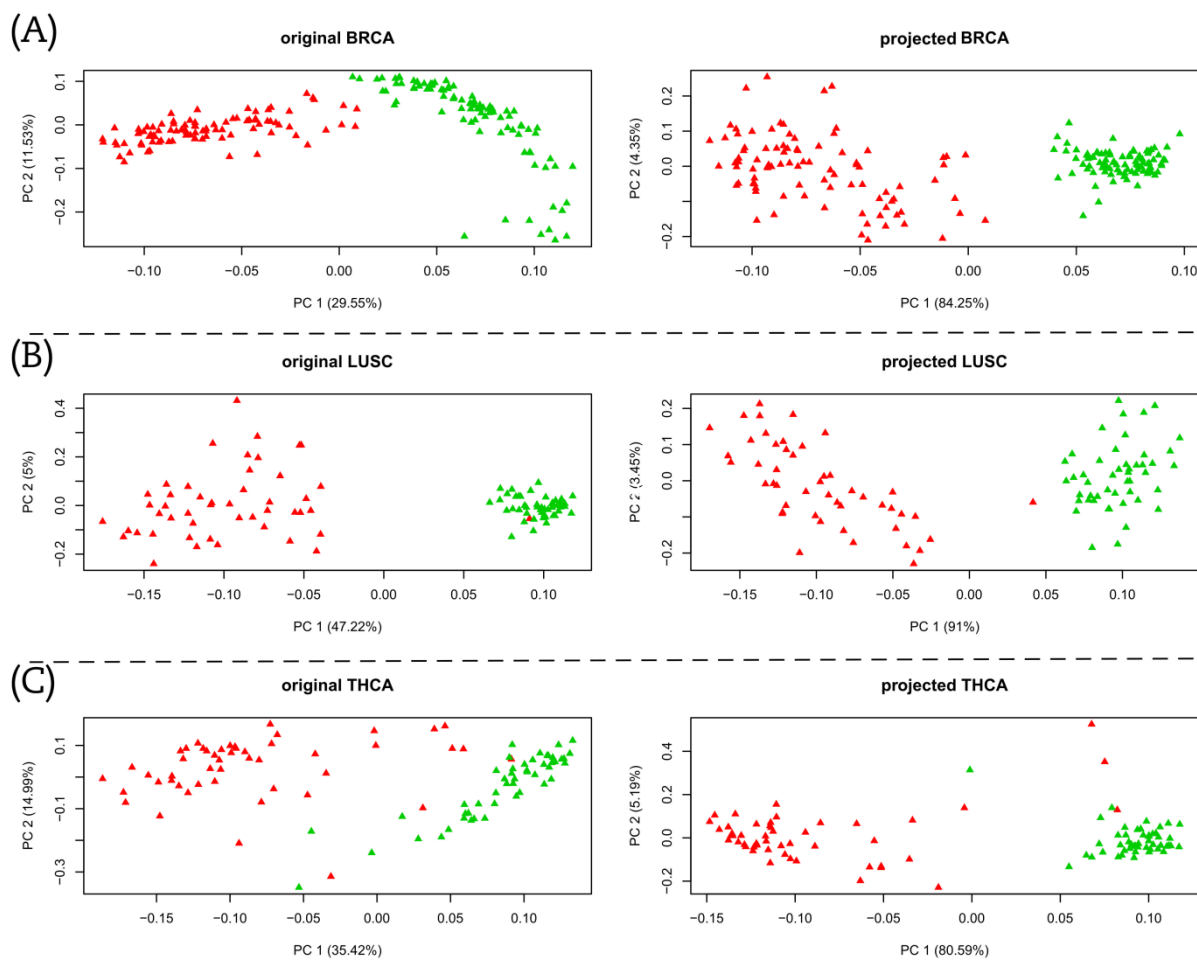 (A)
original BRCA
projected BRCA
PC 2 (11.53%)
0.1
0.0
−0.1
−0.2
−0.10
−0.05
0.00
0.05
0.10
PC 1 (29.55%)
PC 2 (4.35%)
0.2
0.0
−0.2
−0.10
−0.05
0.00
0.05
0.10
PC 1 (84.25%)
(B)
original LUSC
projected LUSC
PC 2 (5%)
0.4
0.2
0.0
−0.2
−0.15
−0.10
−0.05
0.00
0.05
0.10
PC 1 (47.22%)
PC 2 (3.45%)
0.2
0.0
−0.2
−0.15
−0.10
−0.05
0.00
0.05
0.10
PC 1 (91%)
(C)
original THCA
projected THCA
PC 2 (14.99%)
0.1
−0.1
−0.3
−0.15
−0.10
−0.05
0.00
0.05
0.10
PC 1 (35.42%)
PC 2 (5.19%)
0.4
0.2
0.0
−0.2
−0.15
−0.10
−0.05
0.00
0.05
0.10
PC 1 (80.59%)